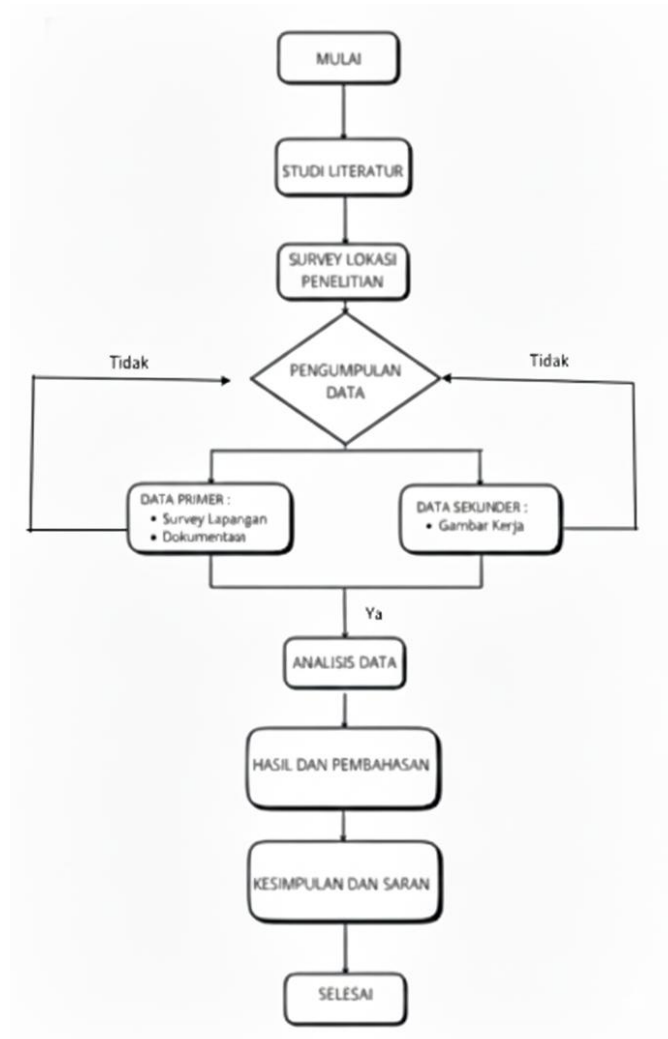 MULAI
STUDI LITERATUR
SURVEY LOKASI
PENELITIAN
Tidak
PENGUMPULAN
DATA
Tidak
DATA PRIMER :
• Survey Lapangan
• Dokumentasi
DATA SEKUNDER :
• Gambar Kerja
Ya
ANALISIS DATA
HASIL DAN PEMBAHASAN
KESIMPULAN DAN SARAN
SELESAI